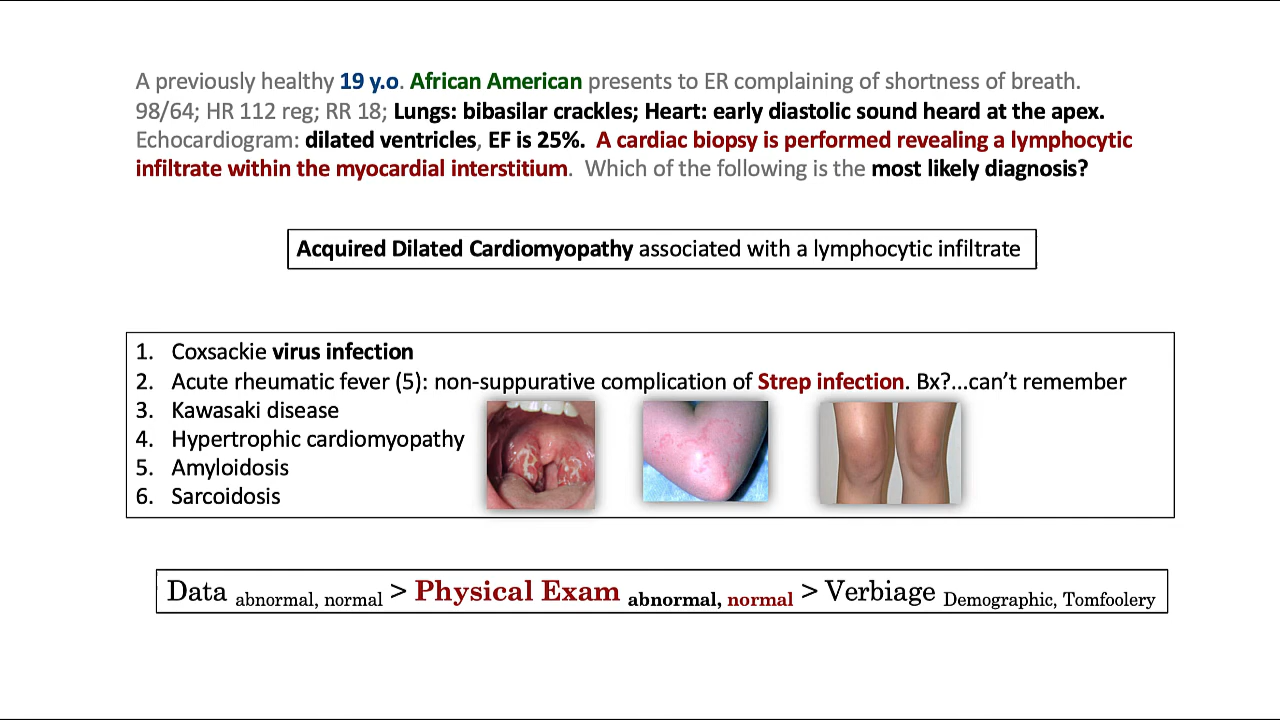 A previously healthy 19 y.o. African American presents to ER complaining of shortness of breath.
98/64; HR 112 reg; RR 18; Lungs: bibasilar crackles; Heart: early diastolic sound heard at the apex.
Echocardiogram: dilated ventricles, EF is 25%. A cardiac biopsy is performed revealing a lymphocytic
infiltrate within the myocardial interstitium. Which of the following is the most likely diagnosis?
Acquired Dilated Cardiomyopathy associated with a lymphocytic infiltrate
1. Coxsackie virus infection
2. Acute rheumatic fever (5): non-suppurative complication of Strep infection. Bx?...can't remember
3. Kawasaki disease
4. Hypertrophic cardiomyopathy
5. Amyloidosis
6. Sarcoidosis
Data abnormal, normal > Physical Exam abnormal, normal > Verbiage Demographic, Tomfoolery